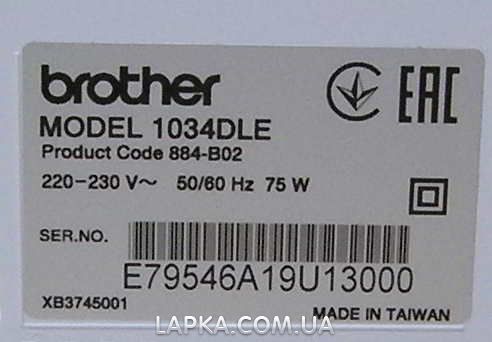 brother
EAC
MODEL 1034DLE
Product Code 884-B02
220-230 V~ 50/60 Hz 75 W
SER.NO.
E79546A19U13000
XB3745001
MADE IN TAIWAN
LAPKA.COM.UA